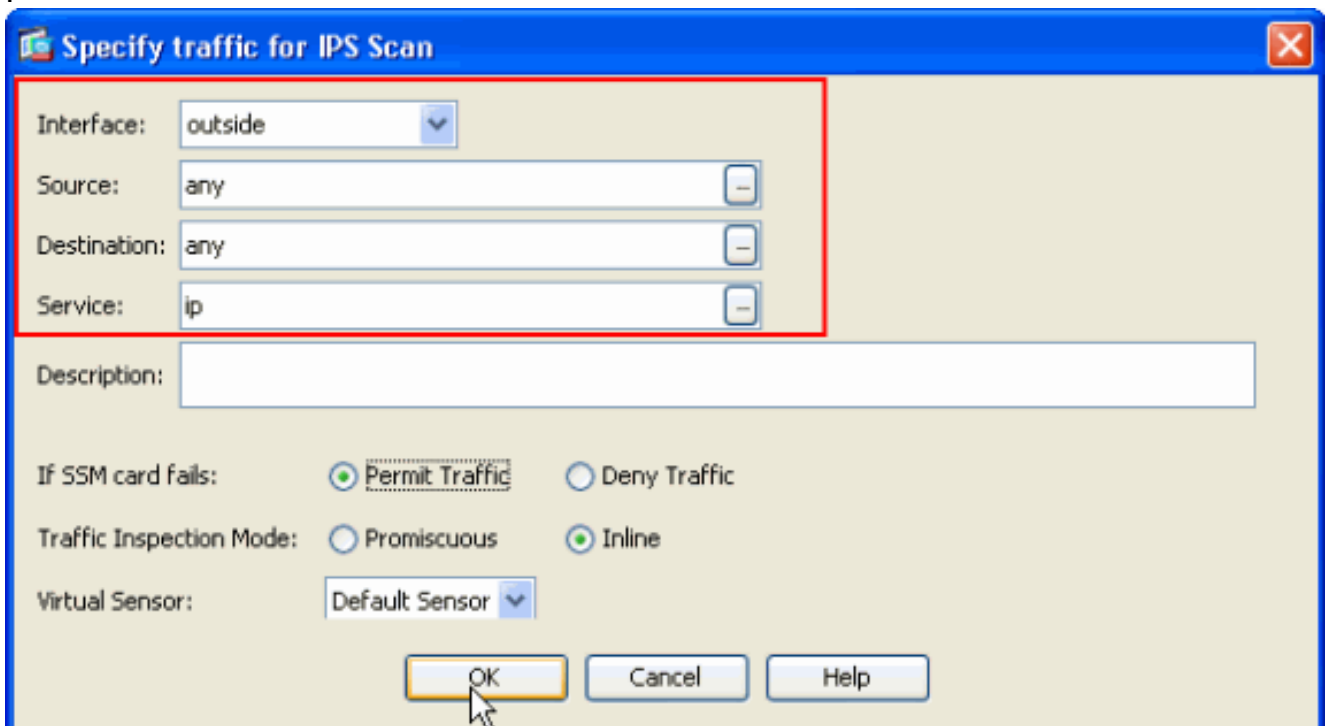 Specify traffic for IPS Scan
Interface: outside
Source: any
Destination: any
Service: ip
Description:
If SSM card fails: Permit Traffic Deny Traffic
Traffic Inspection Mode: Promiscuous Inline
Virtual Sensor: Default Sensor
OK Cancel Help